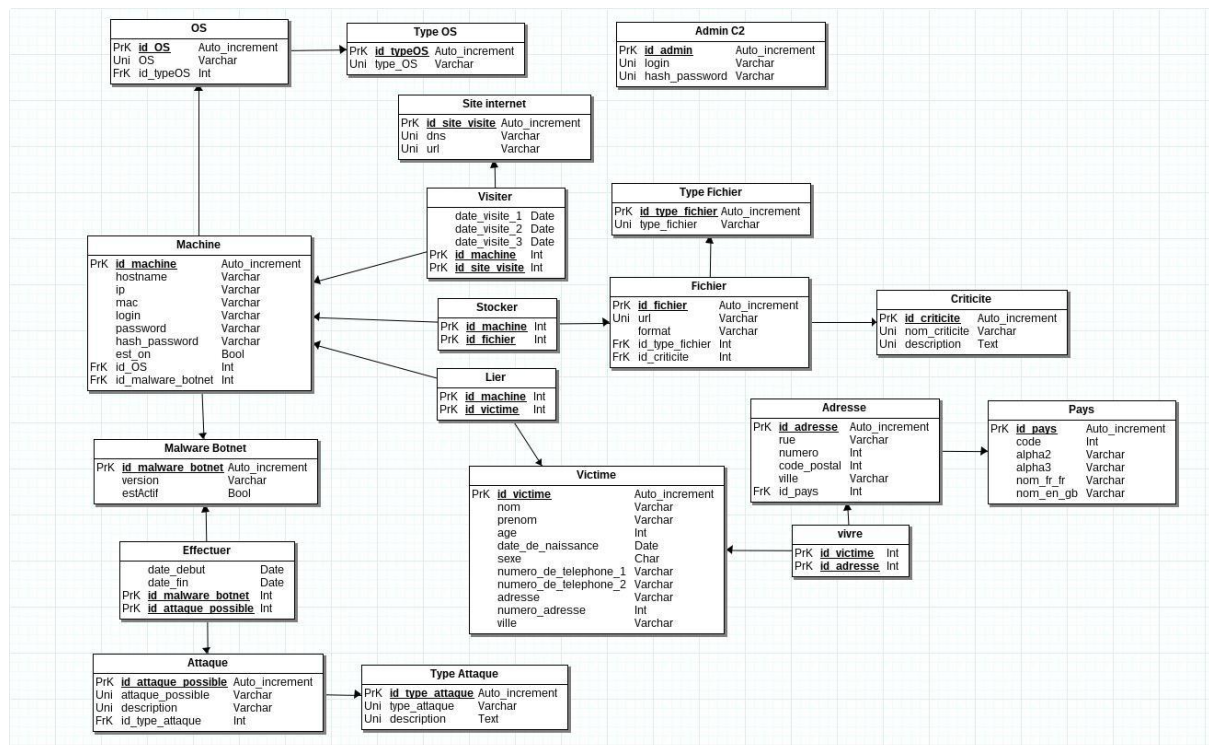 OS
PrK id_OS Auto_increment
Uni OS Varchar
FrK id_typeOS Int
Type OS
PrK id_typeOS Auto_increment
Uni type_OS Varchar
Admin C2
PrK id_admin Auto_increment
Uni login Varchar
Uni hash_password Varchar
Site internet
PrK id_site_visite Auto_increment
Uni dns Varchar
Uni url Varchar
Visiter
date_visite_1 Date
date_visite_2 Date
date_visite_3 Date
PrK id_machine Int
PrK id_site_visite Int
Type Fichier
PrK id_type_fichier Auto_increment
Uni type_fichier Varchar
Machine
PrK id_machine Auto_increment
hostname Varchar
ip Varchar
mac Varchar
login Varchar
password Varchar
hash_password Varchar
est_on Bool
FrK id_OS Int
FrK id_malware_botnet Int
Stocker
PrK id_machine Int
PrK id_fichier Int
Fichier
PrK id_fichier Auto_increment
Uni url Varchar
format Varchar
FrK id_type_fichier Int
FrK id_criticite Int
Criticite
PrK id_criticite Auto_increment
Uni nom_criticite Varchar
Uni description Text
Lier
PrK id_machine Int
PrK id_victime Int
Adresse
PrK id_adresse Auto_increment
rue Varchar
numero Int
code_postal Int
ville Varchar
FrK id_pays Int
Pays
PrK id_pays Auto_increment
code Int
alpha2 Varchar
alpha3 Varchar
nom_fr_fr Varchar
nom_en_gb Varchar
Malware Botnet
PrK id_malware_botnet Auto_increment
version Varchar
estActif Bool
Victime
PrK id_victime Auto_increment
nom Varchar
prenom Varchar
age Int
date_de_naissance Date
sexe Char
numero_de_telephone_1 Varchar
numero_de_telephone_2 Varchar
adresse Varchar
numero_adresse Int
ville Varchar
vivre
PrK id_victime Int
PrK id_adresse Int
Effectuer
date_debut Date
date_fin Date
PrK id_malware_botnet Int
PrK id_attaque_possible Int
Attaque
PrK id_attaque_possible Auto_increment
Uni attaque_possible Varchar
Uni description Varchar
FrK id_type_attaque Int
Type Attaque
PrK id_type_attaque Auto_increment
Uni type_attaque Varchar
Uni description Text